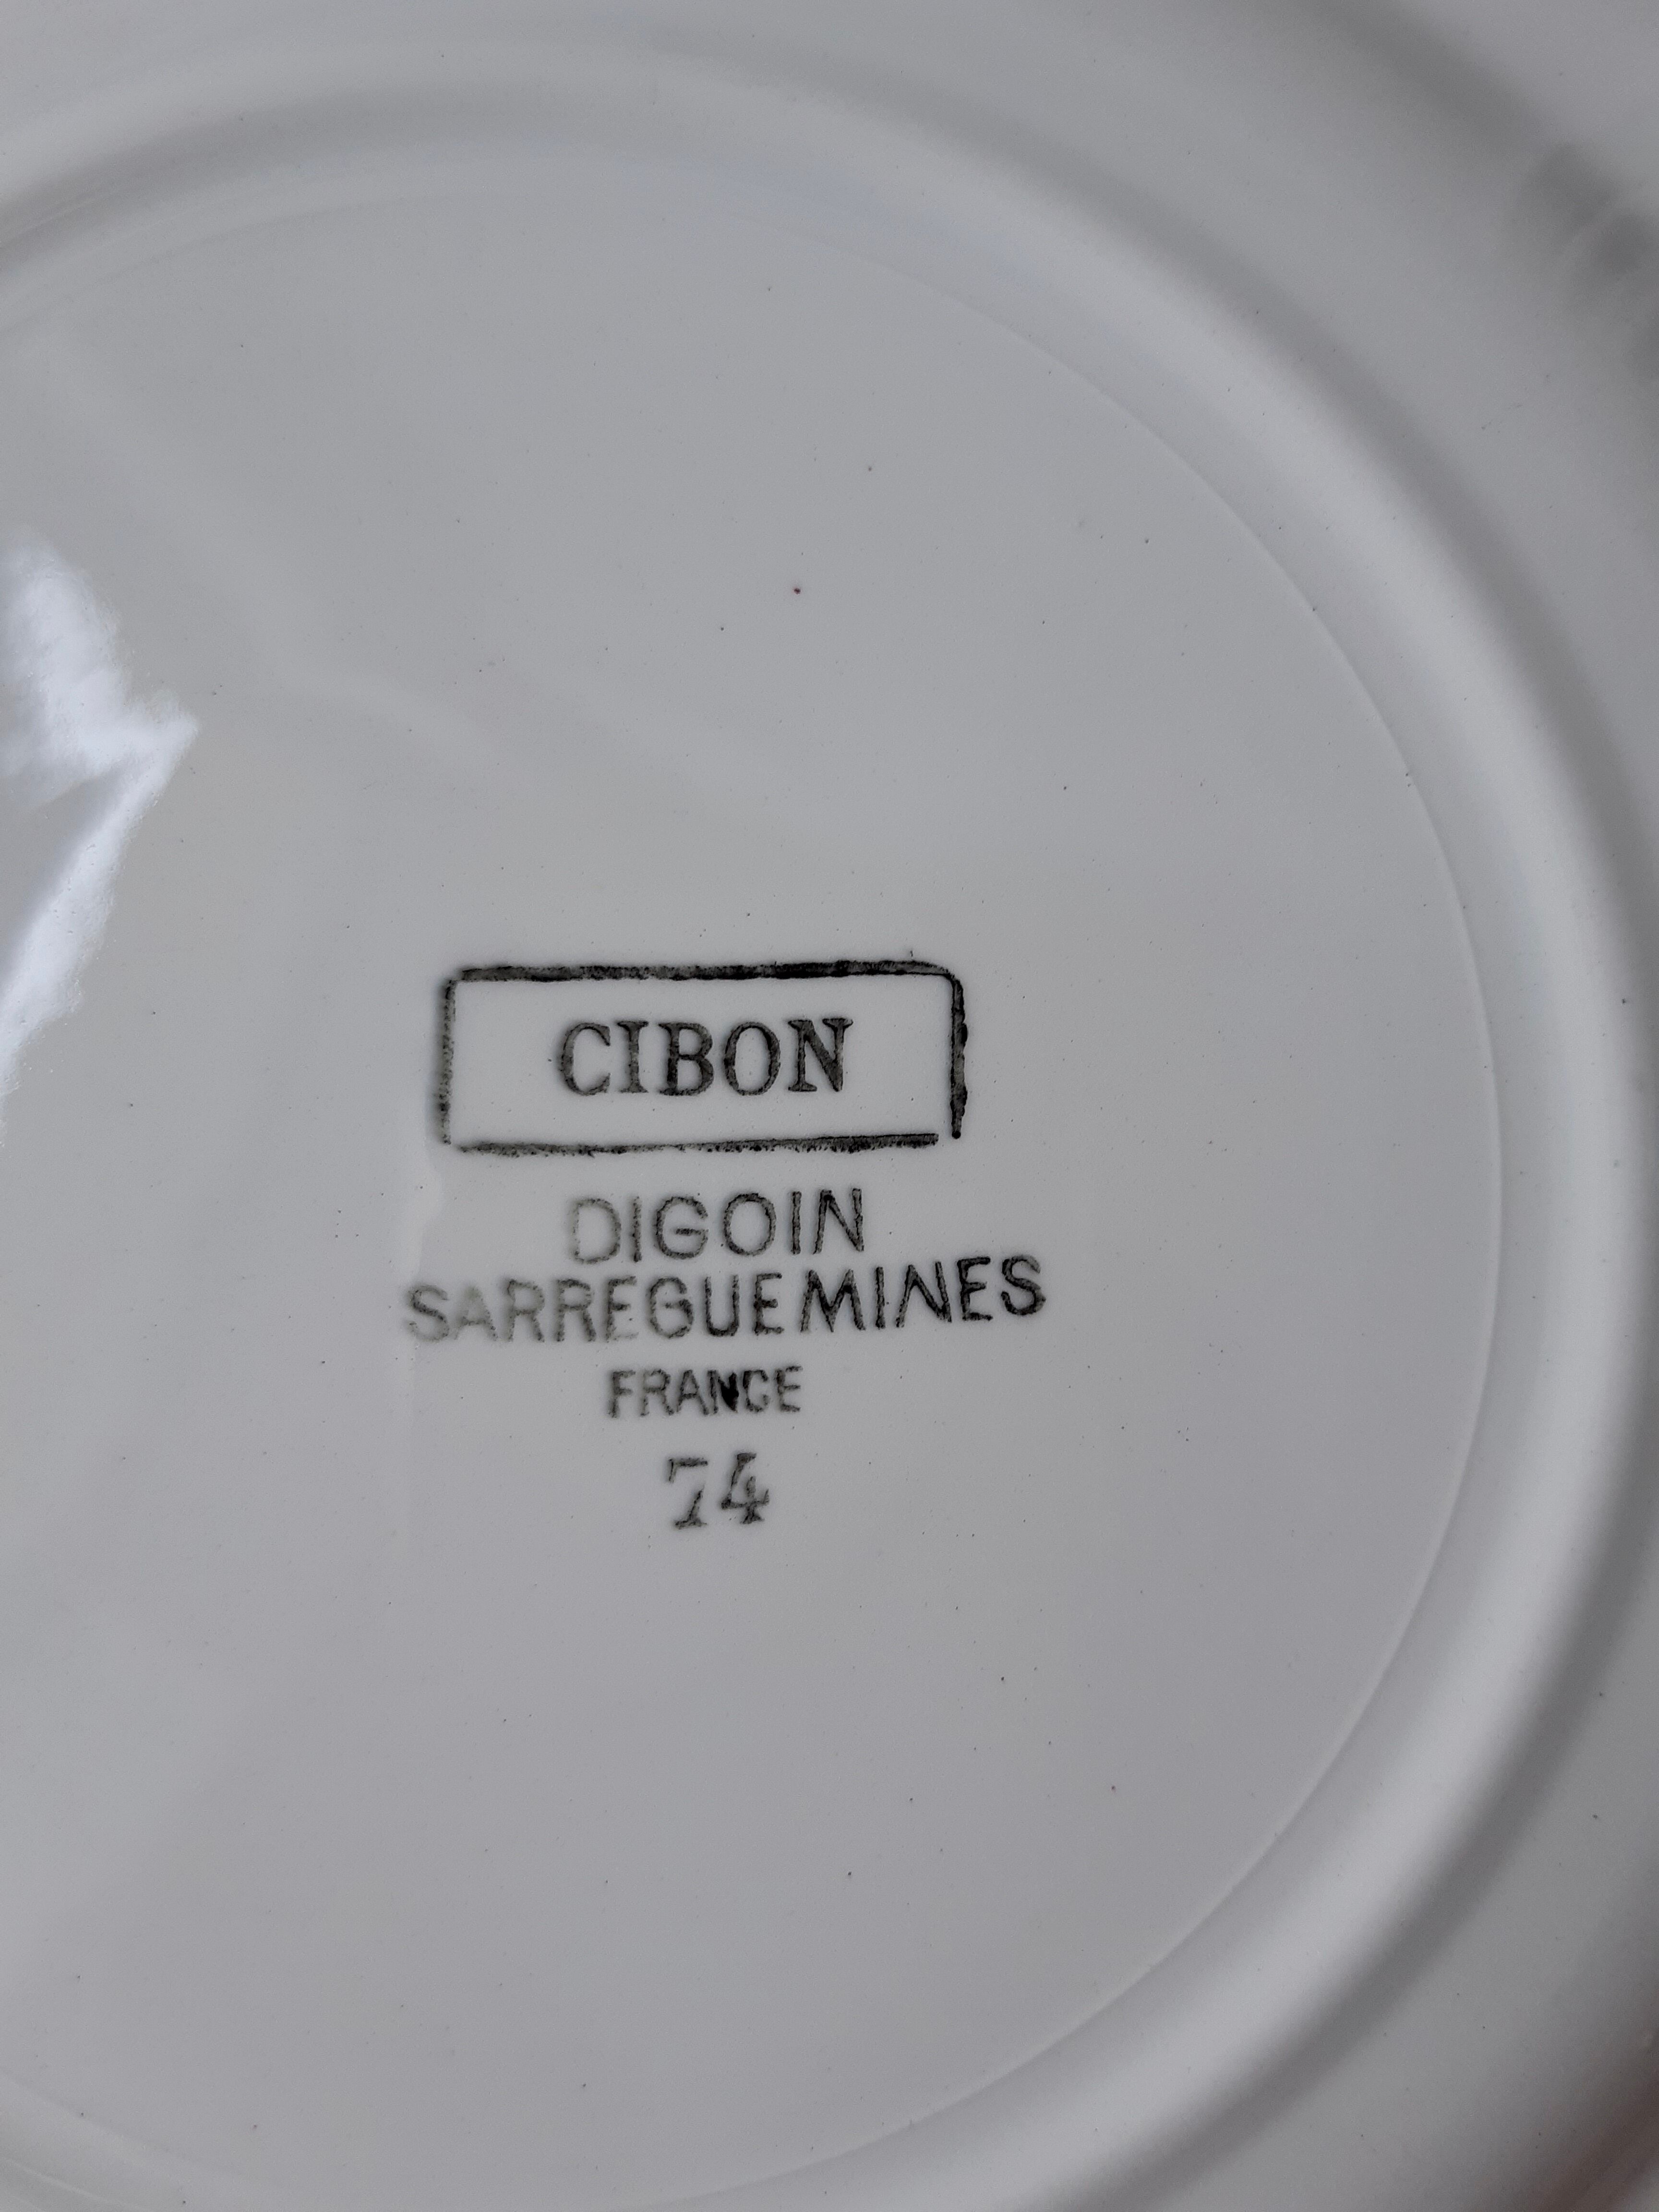 CIBON
DIGOIN
SARREGUEMINES
FRANCE
74